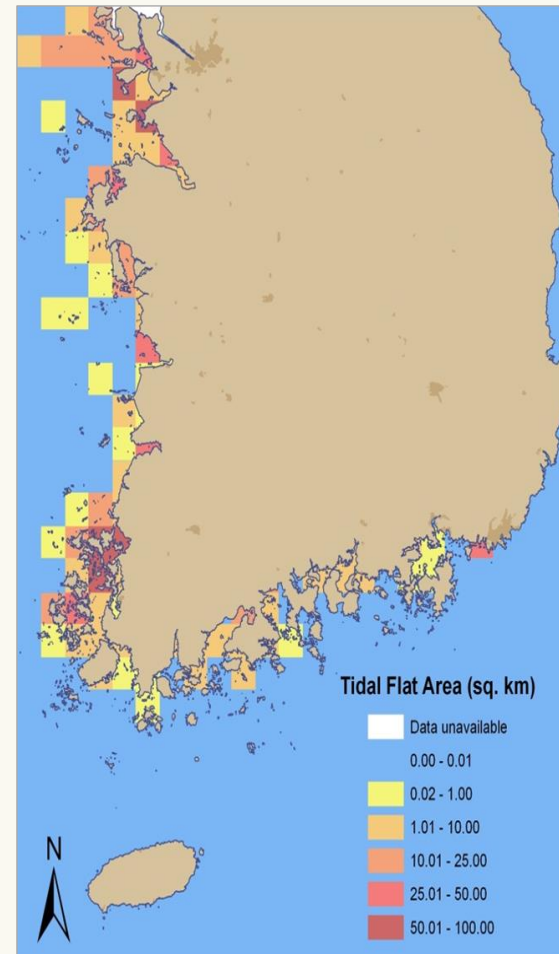 Tidal Flat Area (sq. km)
Data unavailable
0.00 - 0.01
0.02 - 1.00
1.01 - 10.00
10.01 - 25.00
25.01 - 50.00
50.01 - 100.00
N